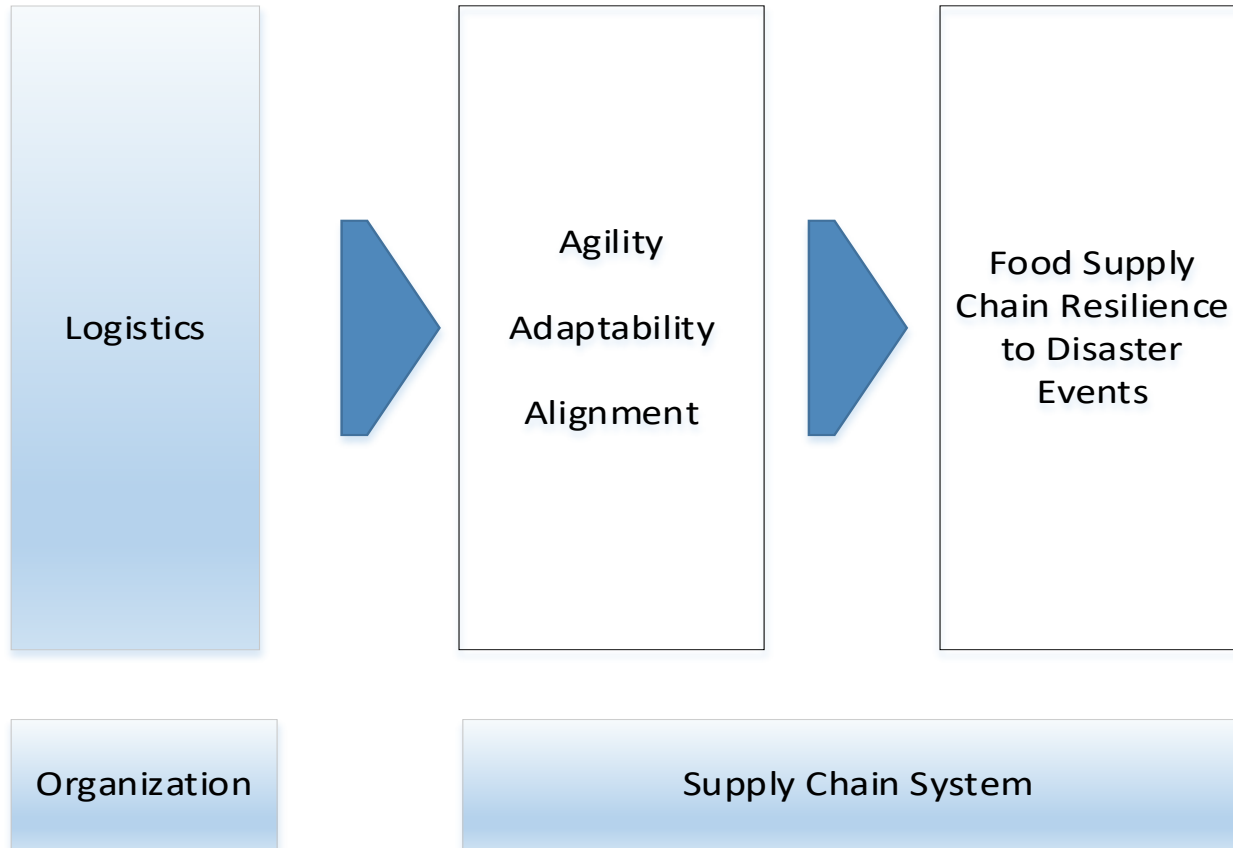 Logistics
Agility
Adaptability
Alignment
Food Supply
Chain Resilience
to Disaster
Events
Organization
Supply Chain System